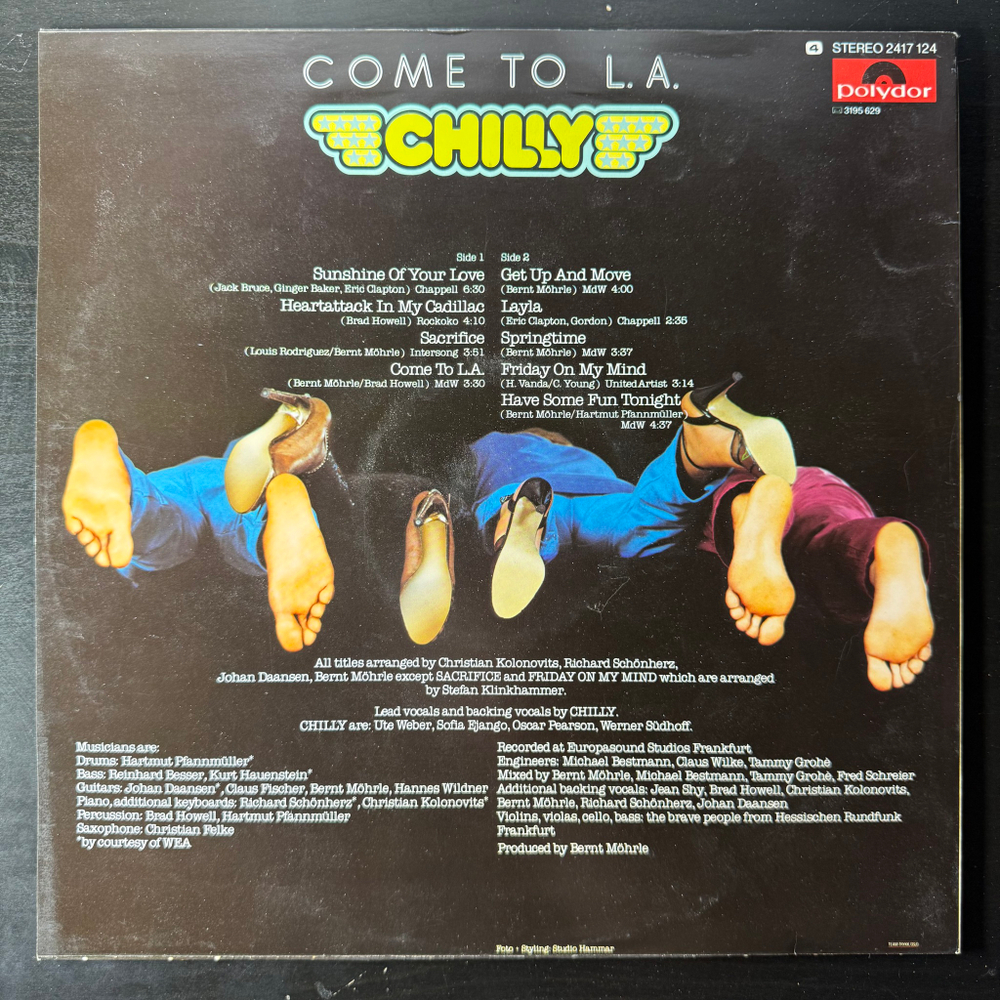 COME TO L.A.
CHILLY
4 STEREO 2417 124
polydor
3195 629
Side 1
Sunshine Of Your Love
(Jack Bruce, Ginger Baker, Eric Clapton) Chappell 6:30
Heartattack In My Cadillac
(Brad Howell) Rockoko 4:10
Sacrifice
(Louis Rodriguez/Bernt Möhrle) Intersong 3:51
Come To L.A.
(Bernt Möhrle/Brad Howell) MdW 3:30
Side 2
Get Up And Move
(Bernt Möhrle) MdW 4:00
Layla
(Eric Clapton, Gordon) Chappell 2:35
Springtime
(Bernt Möhrle) MdW 3:37
Friday On My Mind
(H. Vanda/C. Young) UnitedArtist 3:14
Have Some Fun Tonight
(Bernt Möhrle/Hartmut Pfannmüller)
MdW 4:37
All titles arranged by Christian Kolonovits, Richard Schönherz,
Johan Daansen, Bernt Möhrle except SACRIFICE and FRIDAY ON MY MIND which are arranged
by Stefan Klinkhammer.
Lead vocals and backing vocals by CHILLY.
CHILLY are: Ute Weber, Sofia Ejango, Oscar Pearson, Werner Südhoff.
Musicians are:
Drums: Hartmut Pfannmüller*
Bass: Reinhard Besser, Kurt Hauenstein*
Guitars: Johan Daansen*, Claus Fischer, Bernt Möhrle, Hannes Wildner
Piano, additional keyboards: Richard Schönherz*, Christian Kolonovits*
Percussion: Brad Howell, Hartmut Pfannmüller
Saxophone: Christian Felke
*by courtesy of WEA
Recorded at Europasound Studios Frankfurt
Engineers: Michael Bestmann, Claus Wilke, Tammy Grohé
Mixed by Bernt Möhrle, Michael Bestmann, Tammy Grohé, Fred Schreier
Additional backing vocals: Jean Shy, Brad Howell, Christian Kolonovits,
Bernt Möhrle, Richard Schönherz, Johan Daansen
Violins, violas, cello, bass: the brave people from Hessischen Rundfunk
Frankfurt
Produced by Bernt Möhrle
Foto + Styling: Studio Hammar